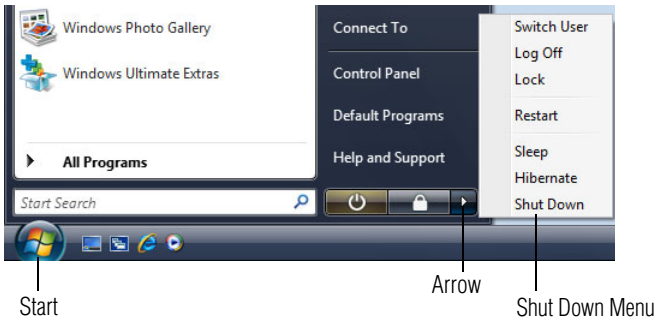 Windows Photo Gallery
Windows Ultimate Extras
All Programs
Start Search
Connect To
Control Panel
Default Programs
Help and Support
Switch User
Log Off
Lock
Restart
Sleep
Hibernate
Shut Down
Start
Arrow
Shut Down Menu